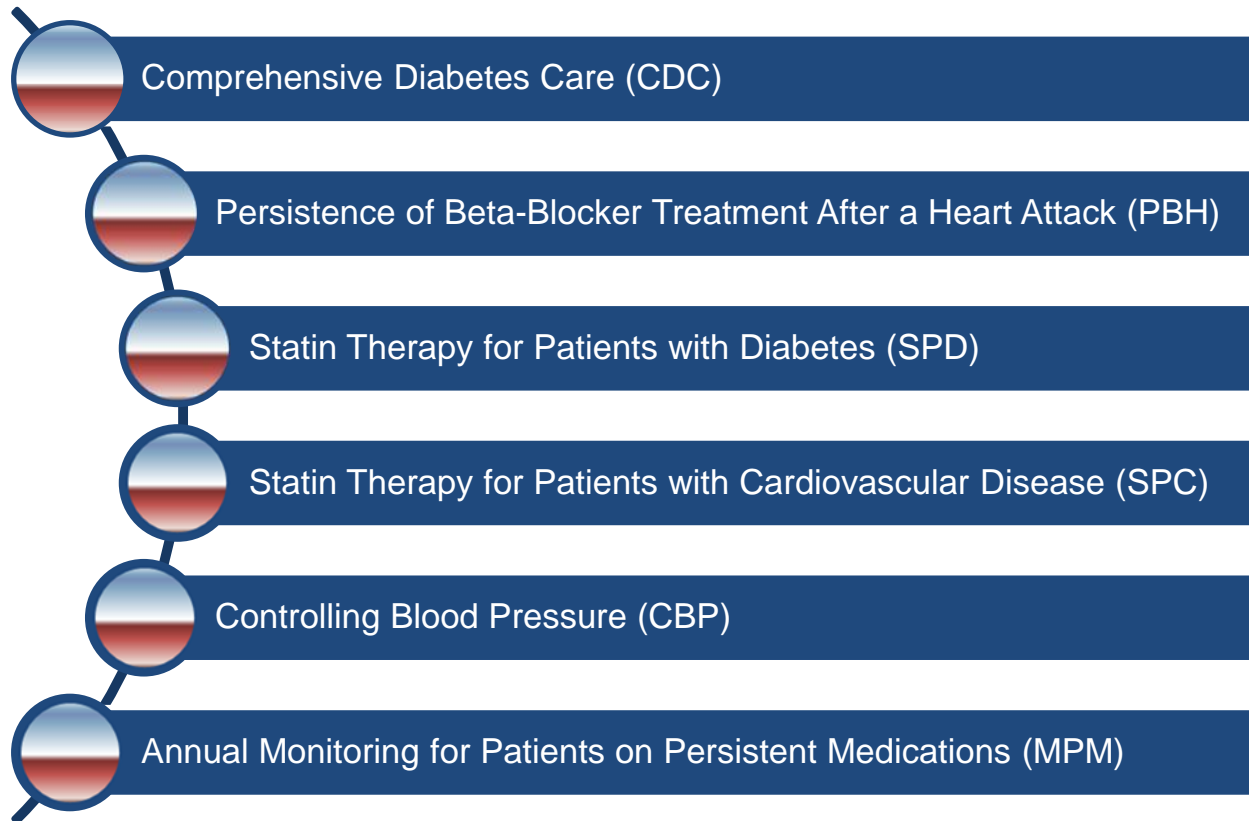 Comprehensive Diabetes Care (CDC)
Persistence of Beta-Blocker Treatment After a Heart Attack (PBH)
Statin Therapy for Patients with Diabetes (SPD)
Statin Therapy for Patients with Cardiovascular Disease (SPC)
Controlling Blood Pressure (CBP)
Annual Monitoring for Patients on Persistent Medications (MPM)